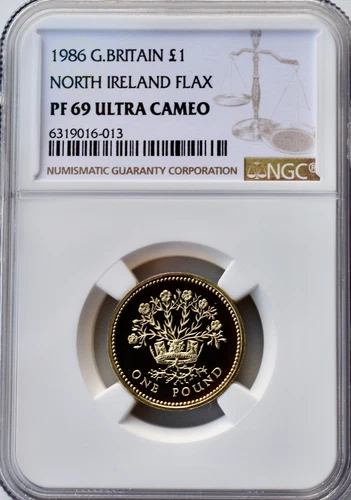 1986 G.BRITAIN £1
NORTH IRELAND FLAX
PF 69 ULTRA CAMEO
6319016-013
NUMISMATIC GUARANTY CORPORATION
NGC®
ONE POUND